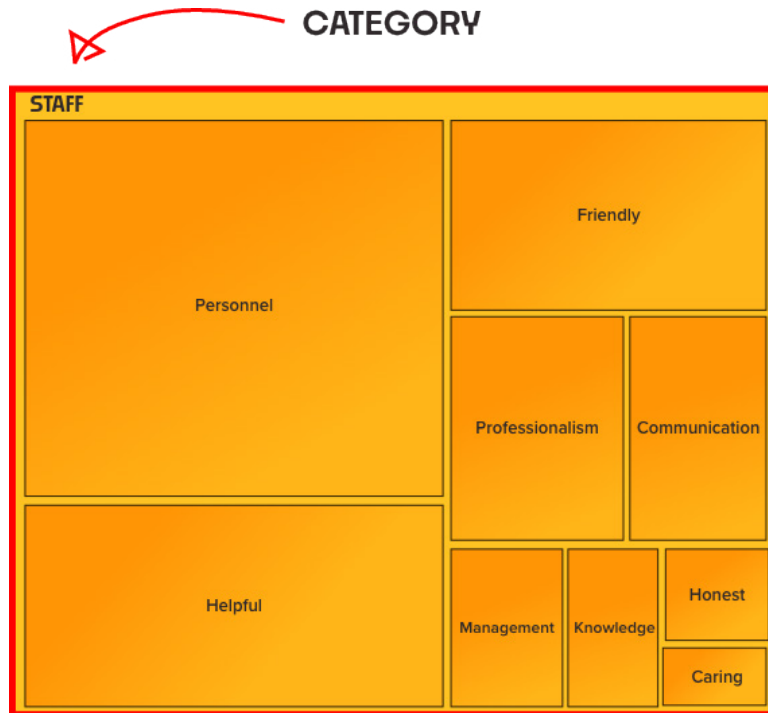 CATEGORY
STAFF
Personnel
Friendly
Professionalism
Communication
Helpful
Management
Knowledge
Honest
Caring